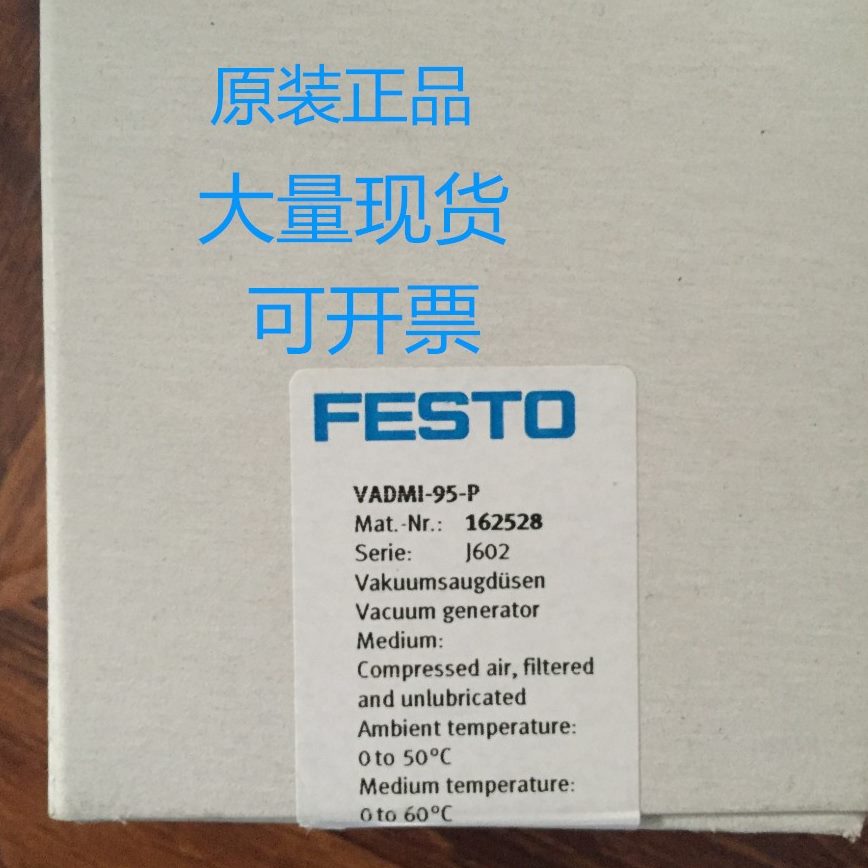 原装正品
大量现货
可开票
FESTO
VADMI-95-P
Mat.-Nr.: 162528
Serie: J602
Vakuumsaugdüsen
Vacuum generator
Medium:
Compressed air, filtered
and unlubricated
Ambient temperature:
0 to 50°C
Medium temperature:
0 to 60°C